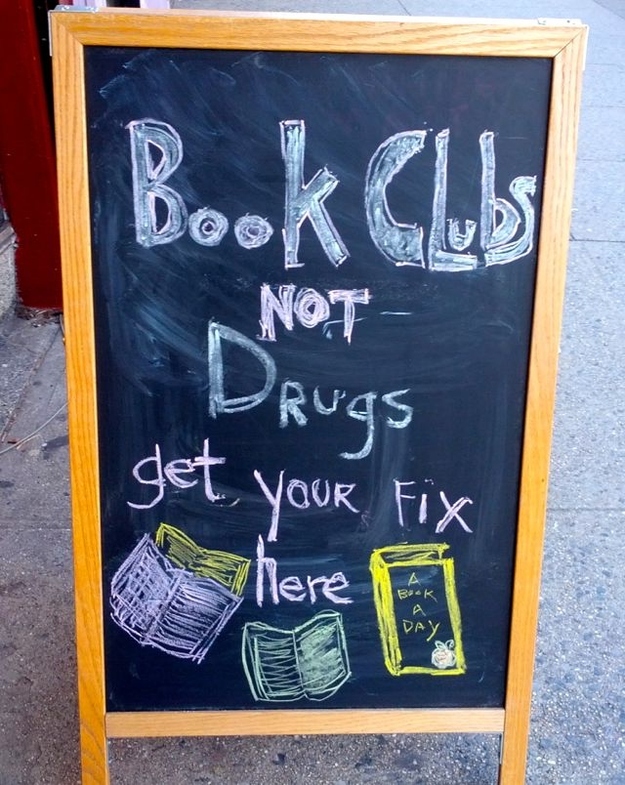 Book Clubs
NOT
Drugs
get your Fix
here
A
Book
A
DAY